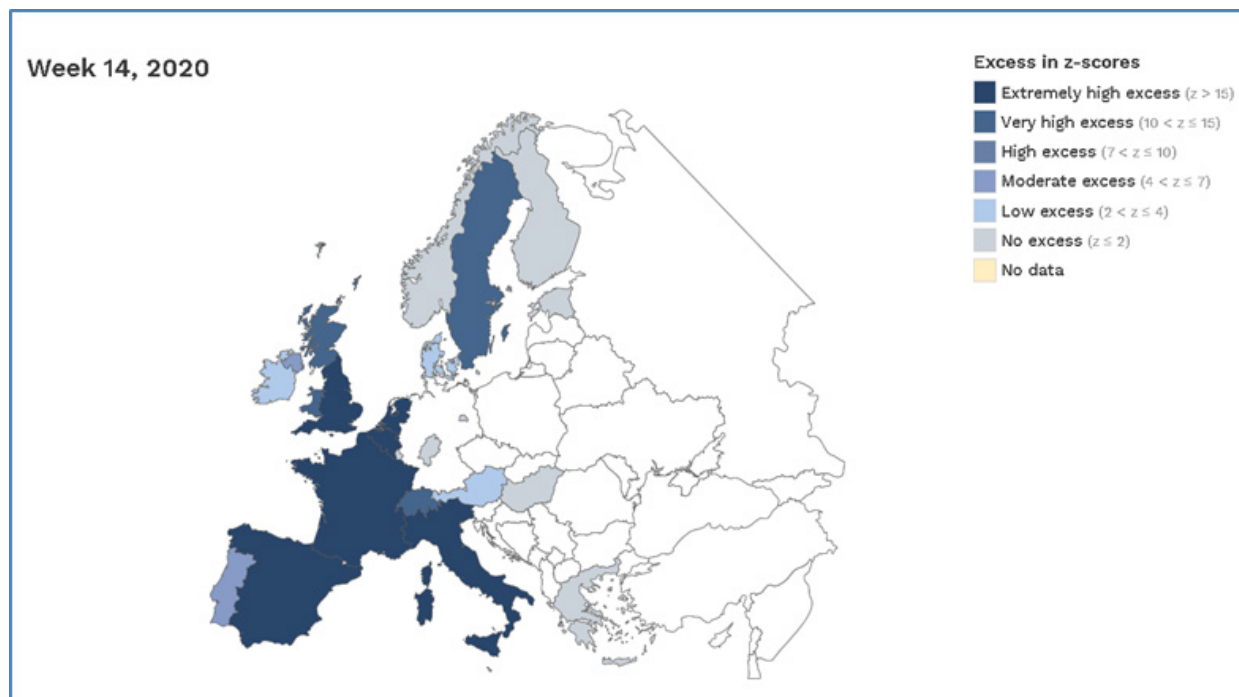 Week 14, 2020
Excess in z-scores
Extremely high excess (z > 15)
Very high excess (10 < z ≤ 15)
High excess (7 < z ≤ 10)
Moderate excess (4 < z ≤ 7)
Low excess (2 < z ≤ 4)
No excess (z ≤ 2)
No data